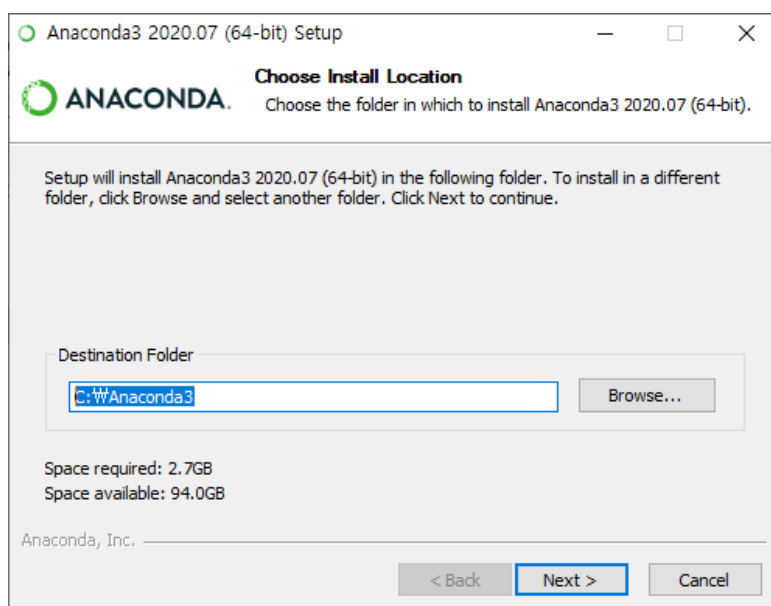 Anaconda3 2020.07 (64-bit) Setup
ANACONDA.
Choose Install Location
Choose the folder in which to install Anaconda3 2020.07 (64-bit).
Setup will install Anaconda3 2020.07 (64-bit) in the following folder. To install in a different
folder, click Browse and select another folder. Click Next to continue.
Destination Folder
C:₩Anaconda3
Browse...
Space required: 2.7GB
Space available: 94.0GB
Anaconda, Inc.
< Back
Next >
Cancel